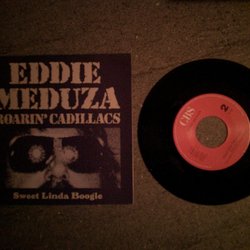 EDDIE
MEDUZA
ROARIN' CADILLACS
Sweet Linda Boogie
CBS
2